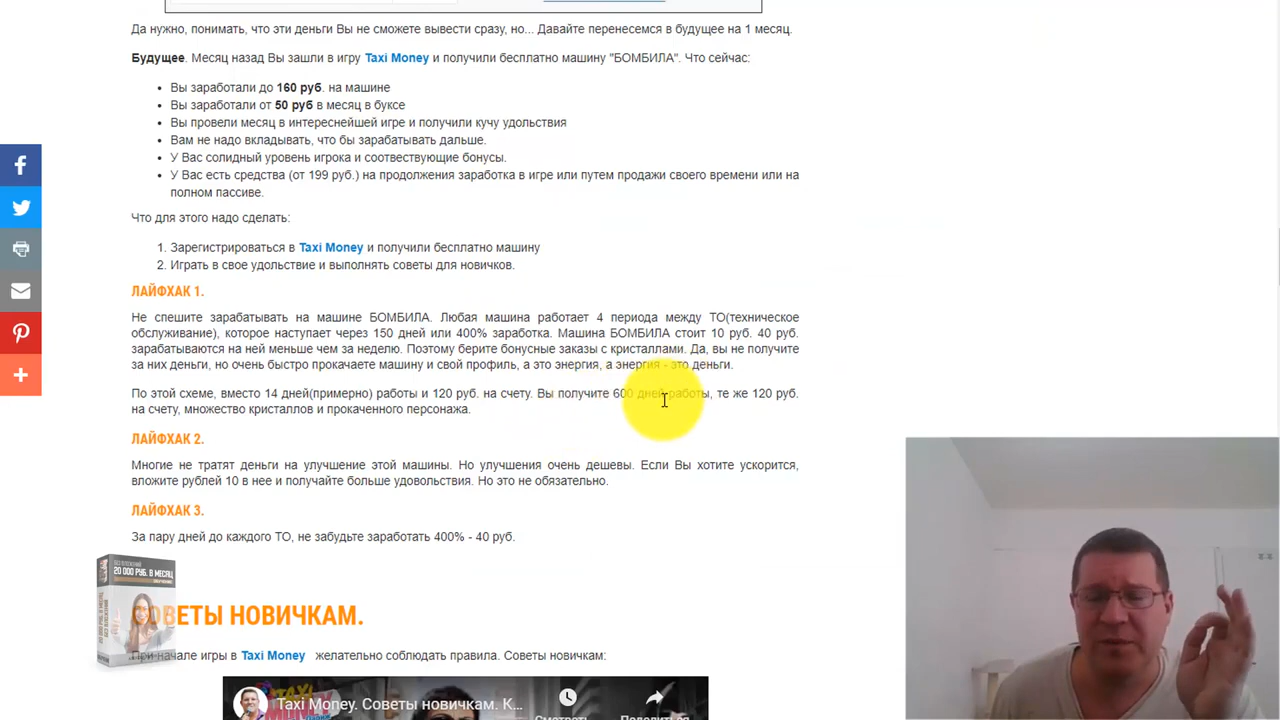 Да нужно, понимать, что эти деньги Вы не сможете вывести сразу, но... Давайте перенесемся в будущее на 1 месяц.
Будущее. Месяц назад Вы зашли в игру Taxi Money и получили бесплатно машину "БОМБИЛА". Что сейчас:
• Вы заработали до 160 руб. на машине
• Вы заработали от 50 руб в месяц в буксе
• Вы провели месяц в интереснейшей игре и получили кучу удольствия
• Вам не надо вкладывать, что бы зарабатывать дальше.
• У Вас солидный уровень игрока и соотвествующие бонусы.
• У Вас есть средства (от 199 руб.) на продолжения заработка в игре или путем продажи своего времени или на
полном пассиве.
Что для этого надо сделать:
1. Зарегистрироваться в Taxi Money и получили бесплатно машину
2. Играть в свое удольствие и выполнять советы для новичков.
ЛАЙФХАК 1.
Не спешите зарабатывать на машине БОМБИЛА. Любая машина работает 4 периода между ТО(техническое
обслуживание), которое наступает через 150 дней или 400% заработка. Машина БОМБИЛА стоит 10 руб. 40 руб.
зарабатываются на ней меньше чем за неделю. Поэтому берите бонусные заказы с кристаллами. Да, вы не получите
за них деньги, но очень быстро прокачаете машину и свой профиль, а это энергия, а энергия - это деньги.
По этой схеме, вместо 14 дней(примерно) работы и 120 руб. на счету. Вы получите 600 дней работы, те же 120 руб.
на счету, множество кристаллов и прокаченного персонажа.
ЛАЙФХАК 2.
Многие не тратят деньги на улучшение этой машины. Но улучшения очень дешевы. Если Вы хотите ускорится,
вложите рублей 10 в нее и получайте больше удовольствия. Но это не обязательно.
ЛАЙФХАК 3.
За пару дней до каждого ТО, не забудьте заработать 400% - 40 руб.
20 000 РУБ. В МЕСЯЦ
СОВЕТЫ НОВИЧКАМ.
При начале игры в Taxi Money желательно соблюдать правила. Советы новичкам:
Taxi Money. Советы новичкам. К...